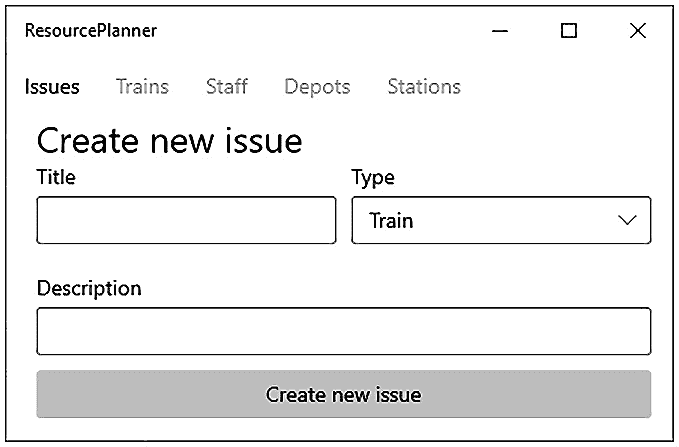 ResourcePlanner
Issues Trains Staff Depots Stations
Create new issue
Title Type
Train
Description
Create new issue